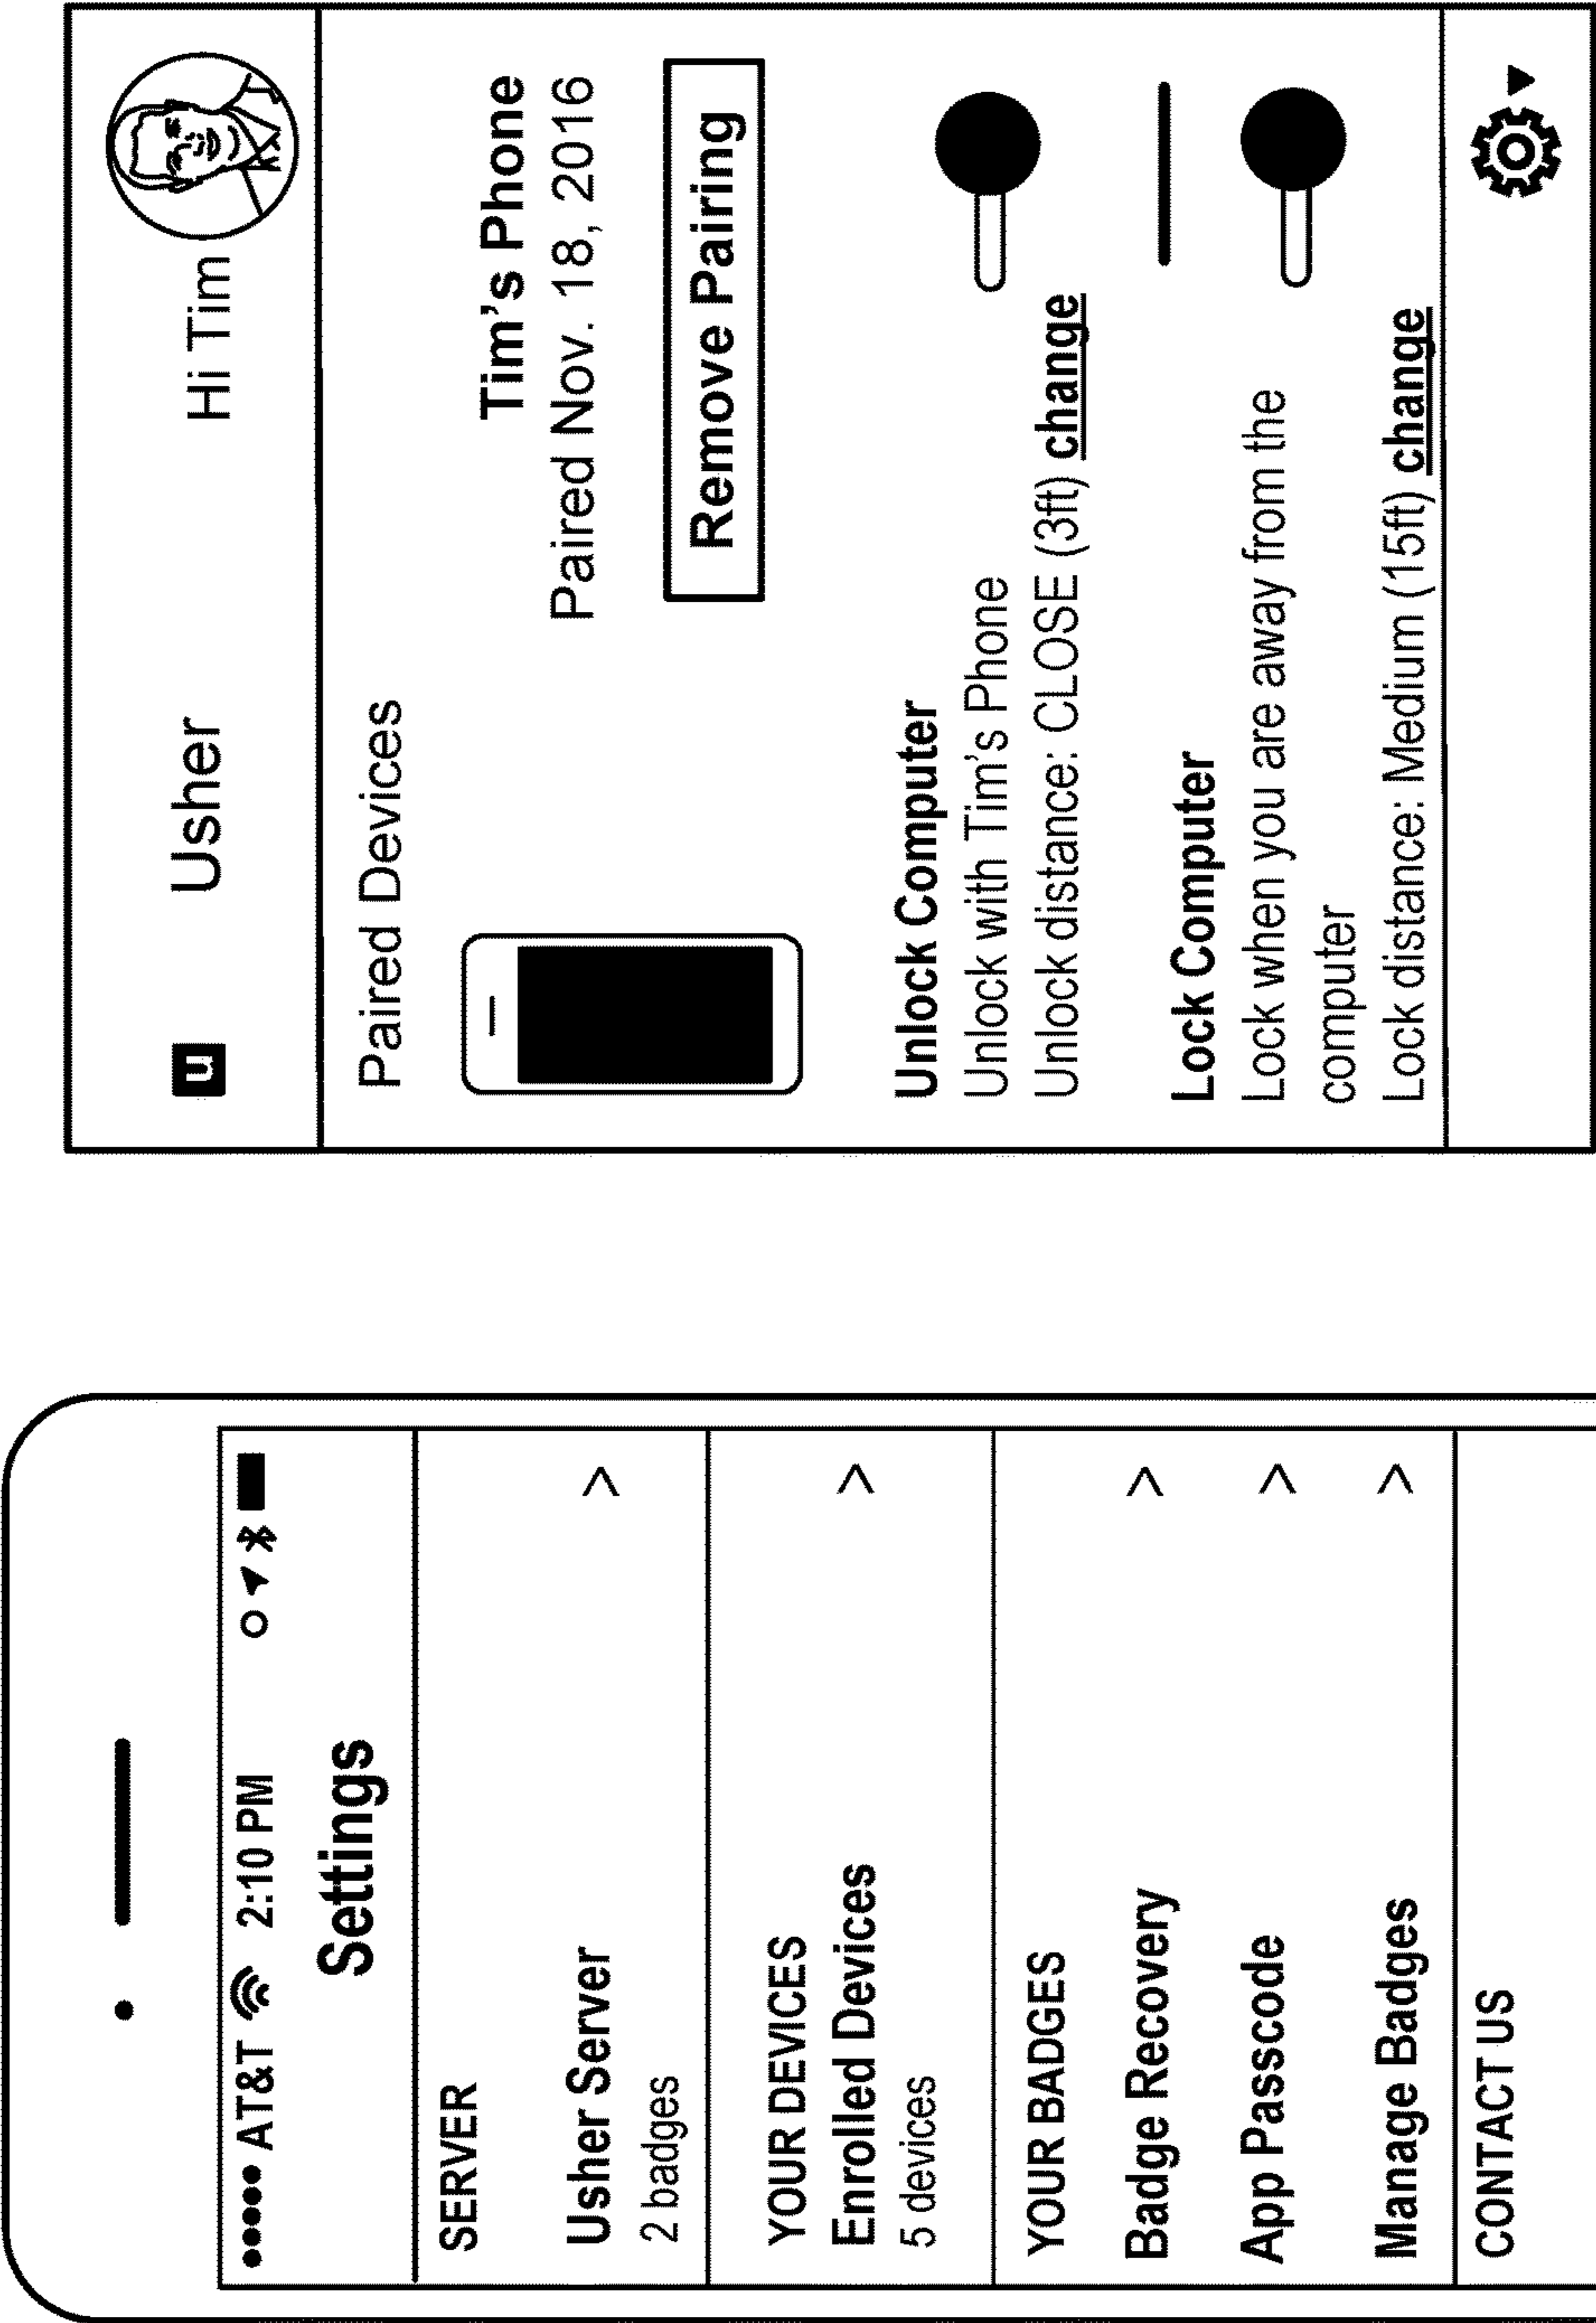 •••••AT&T 2:10 PM
Settings
SERVER
Usher Server
2 badges
YOUR DEVICES
Enrolled Devices
5 devices
YOUR BADGES
Badge Recovery
App Passcode
Manage Badges
CONTACT US
u Usher Hi Tim
Paired Devices
Tim's Phone
Paired Nov. 18, 2016
Remove Pairing
Unlock Computer
Unlock with Tim's Phone
Unlock distance: CLOSE (3ft) change
Lock Computer
Lock when you are away from the
computer
Lock distance: Medium (15ft) change